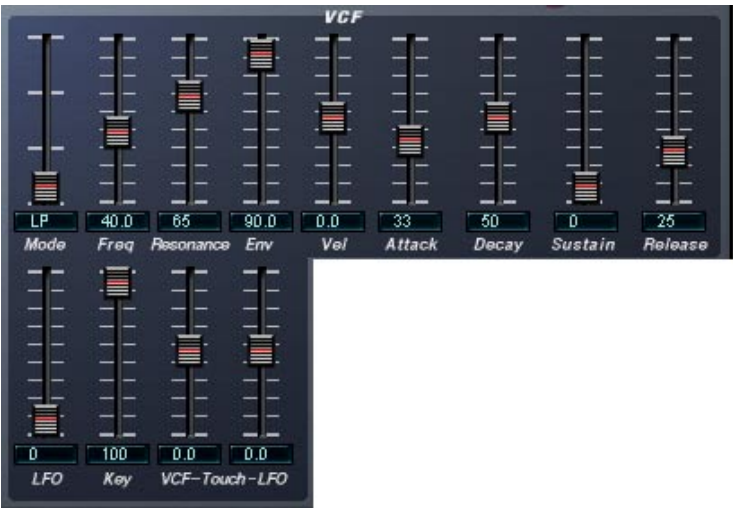 VCF
LP 40.0 65 90.0 0.0 33 50 0 25
Mode Freq Resonance Env Vel Attack Decay Sustain Release
0 100 0.0 0.0
LFO Key VCF-Touch-LFO